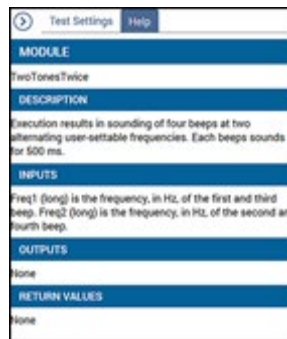 Test Settings Help
MODULE
TwoTonesTwice
DESCRIPTION
Execution results in sounding of four beeps at two
alternating user-settable frequencies. Each beeps sounds
for 500 ms.
INPUTS
Freq1 (long) is the frequency, in Hz, of the first and third
beep. Freq2 (long) is the frequency, in Hz, of the second an
fourth beep.
OUTPUTS
None
RETURN VALUES
None